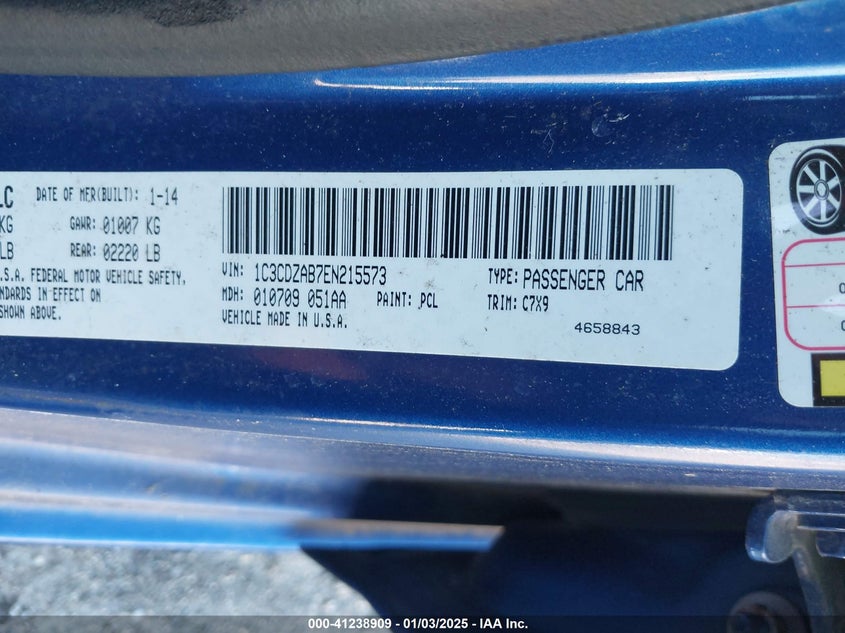 LC DATE OF MFR(BUILT): 1-14
KG GAWR: 01007 KG
LB REAR: 02220 LB
U.S.A. FEDERAL MOTOR VEHICLE SAFETY,
NDARDS IN EFFECT ON
SHOWN ABOVE.
VIN: 1C3CDZAB7EN215573 TYPE: PASSENGER CAR
MDH: 010709 051AA PAINT: PCL TRIM: C7X9
VEHICLE MADE IN U.S.A.
4658843
000-41238909 - 01/03/2025 - IAA Inc.